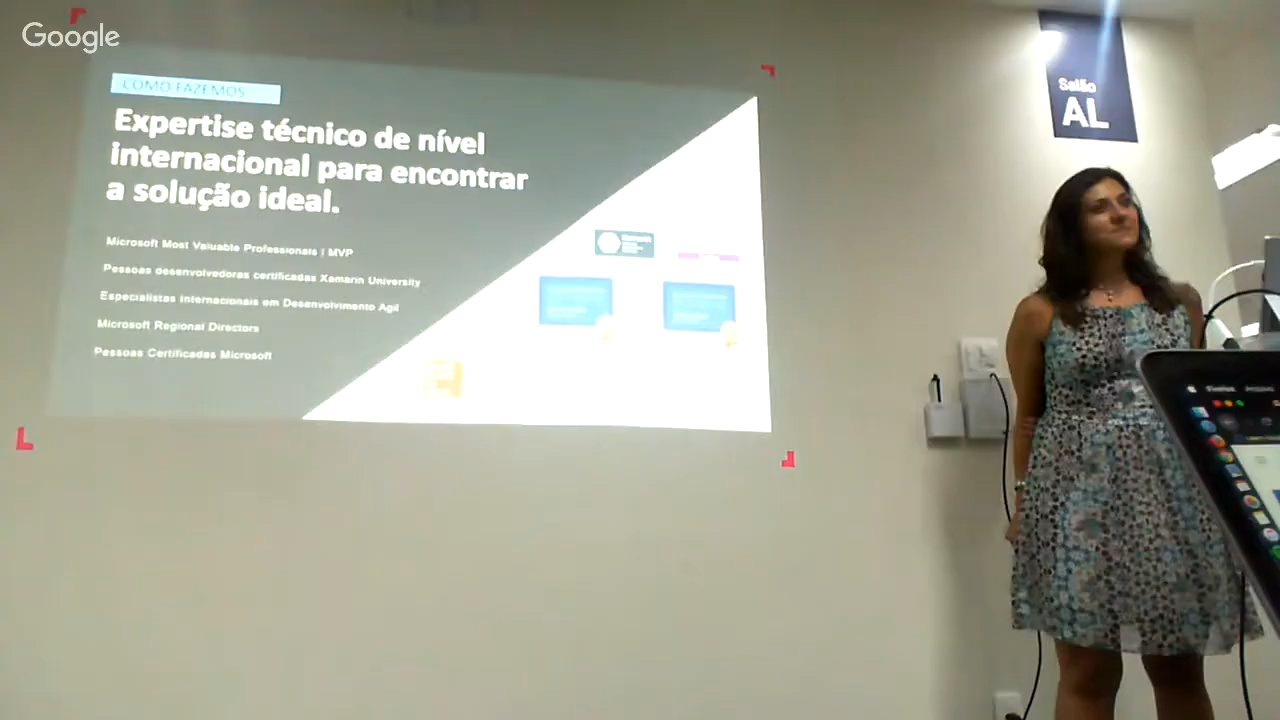 Google
COMO FAZEMOS
Expertise técnico de nível
internacional para encontrar
a solução ideal.
Microsoft Most Valuable Professionals | MVP
Pessoas desenvolvedoras certificadas Xamarin University
Especialistas Internacionais em Desenvolvimento Agil
Microsoft Regional Directors
Pessoas Certificadas Microsoft
Salão
AL